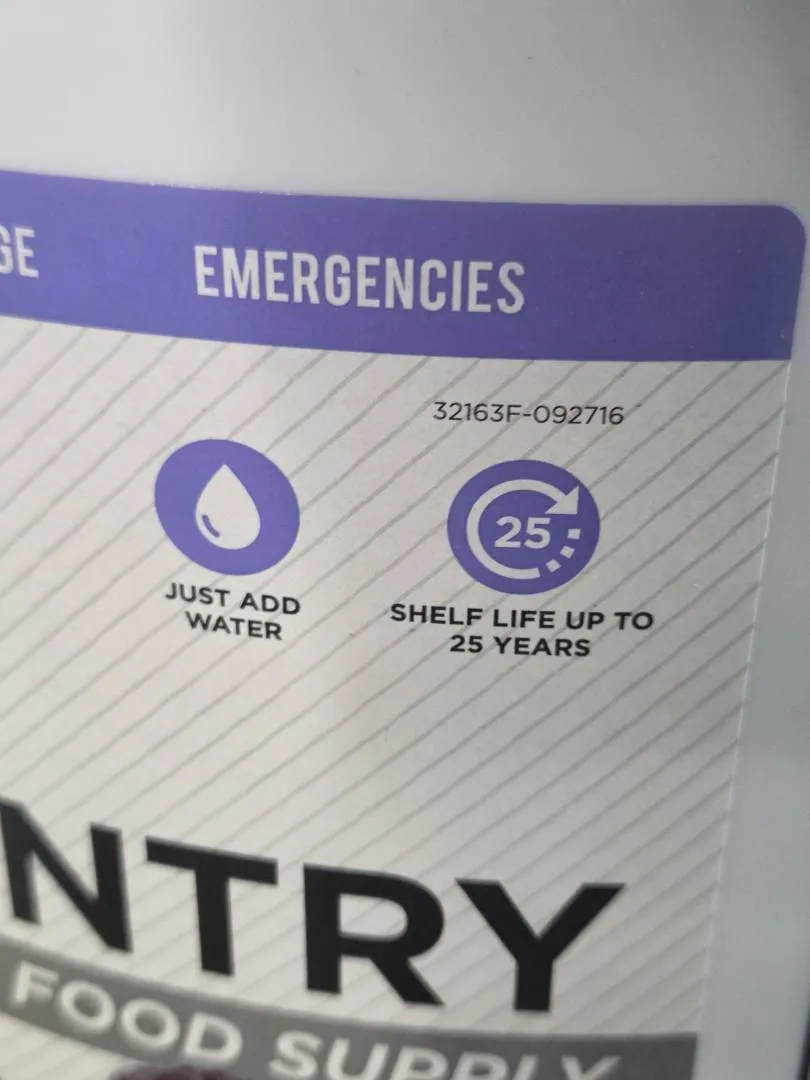 GE EMERGENCIES
32163F-092716
25
JUST ADD
WATER
SHELF LIFE UP TO
25 YEARS
NTRY
FOOD SUPPLY